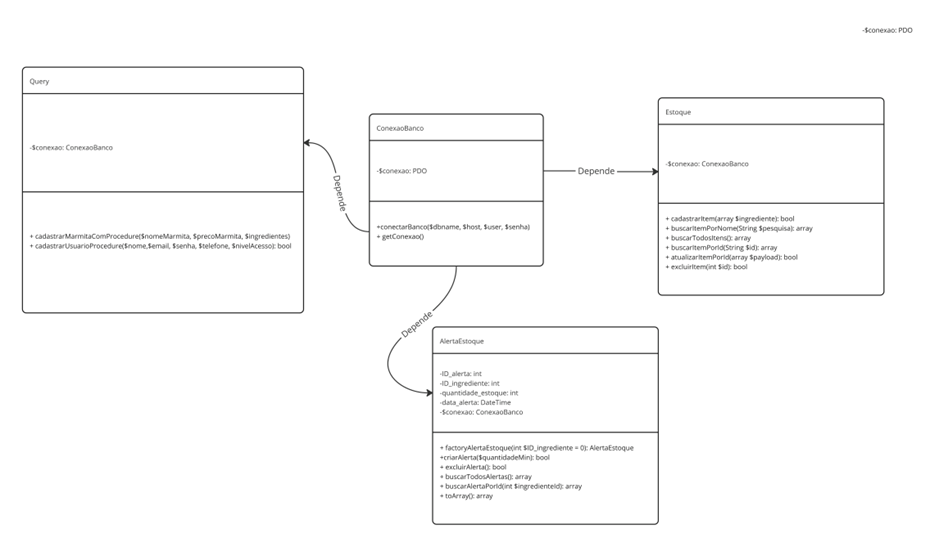 -$conexao: PDO
Query
-$conexao: ConexaoBanco
+ cadastrarMarmitaComProcedure($nomeMarmita, $precoMarmita, $ingredientes)
+ cadastrarUsuarioProcedure($nome,$email, $senha, $telefone, $nivelAcesso): bool
Depende
ConexaoBanco
-$conexao: PDO
+conectarBanco($dbname, $host, $user, $senha)
+ getConexao()
Depende
Estoque
-$conexao: ConexaoBanco
+ cadastrarItem(array $ingrediente): bool
+ buscarItemPorNome(String $pesquisa): array
+ buscarTodosItens(): array
+ buscarItemPorId(String $id): array
+ atualizarItemPorId(array $payload): bool
+ excluirItem(int $id): bool
Depende
AlertaEstoque
-ID_alerta: int
-ID_ingrediente: int
-quantidade_estoque: int
-data_alerta: DateTime
-$conexao: ConexaoBanco
+ factoryAlertaEstoque(int $ID_ingrediente = 0): AlertaEstoque
+criarAlerta($quantidadeMin): bool
+ excluirAlerta(): bool
+ buscarTodosAlertas(): array
+ buscarAlertaPorId(int $ingredienteId): array
+ toArray(): array